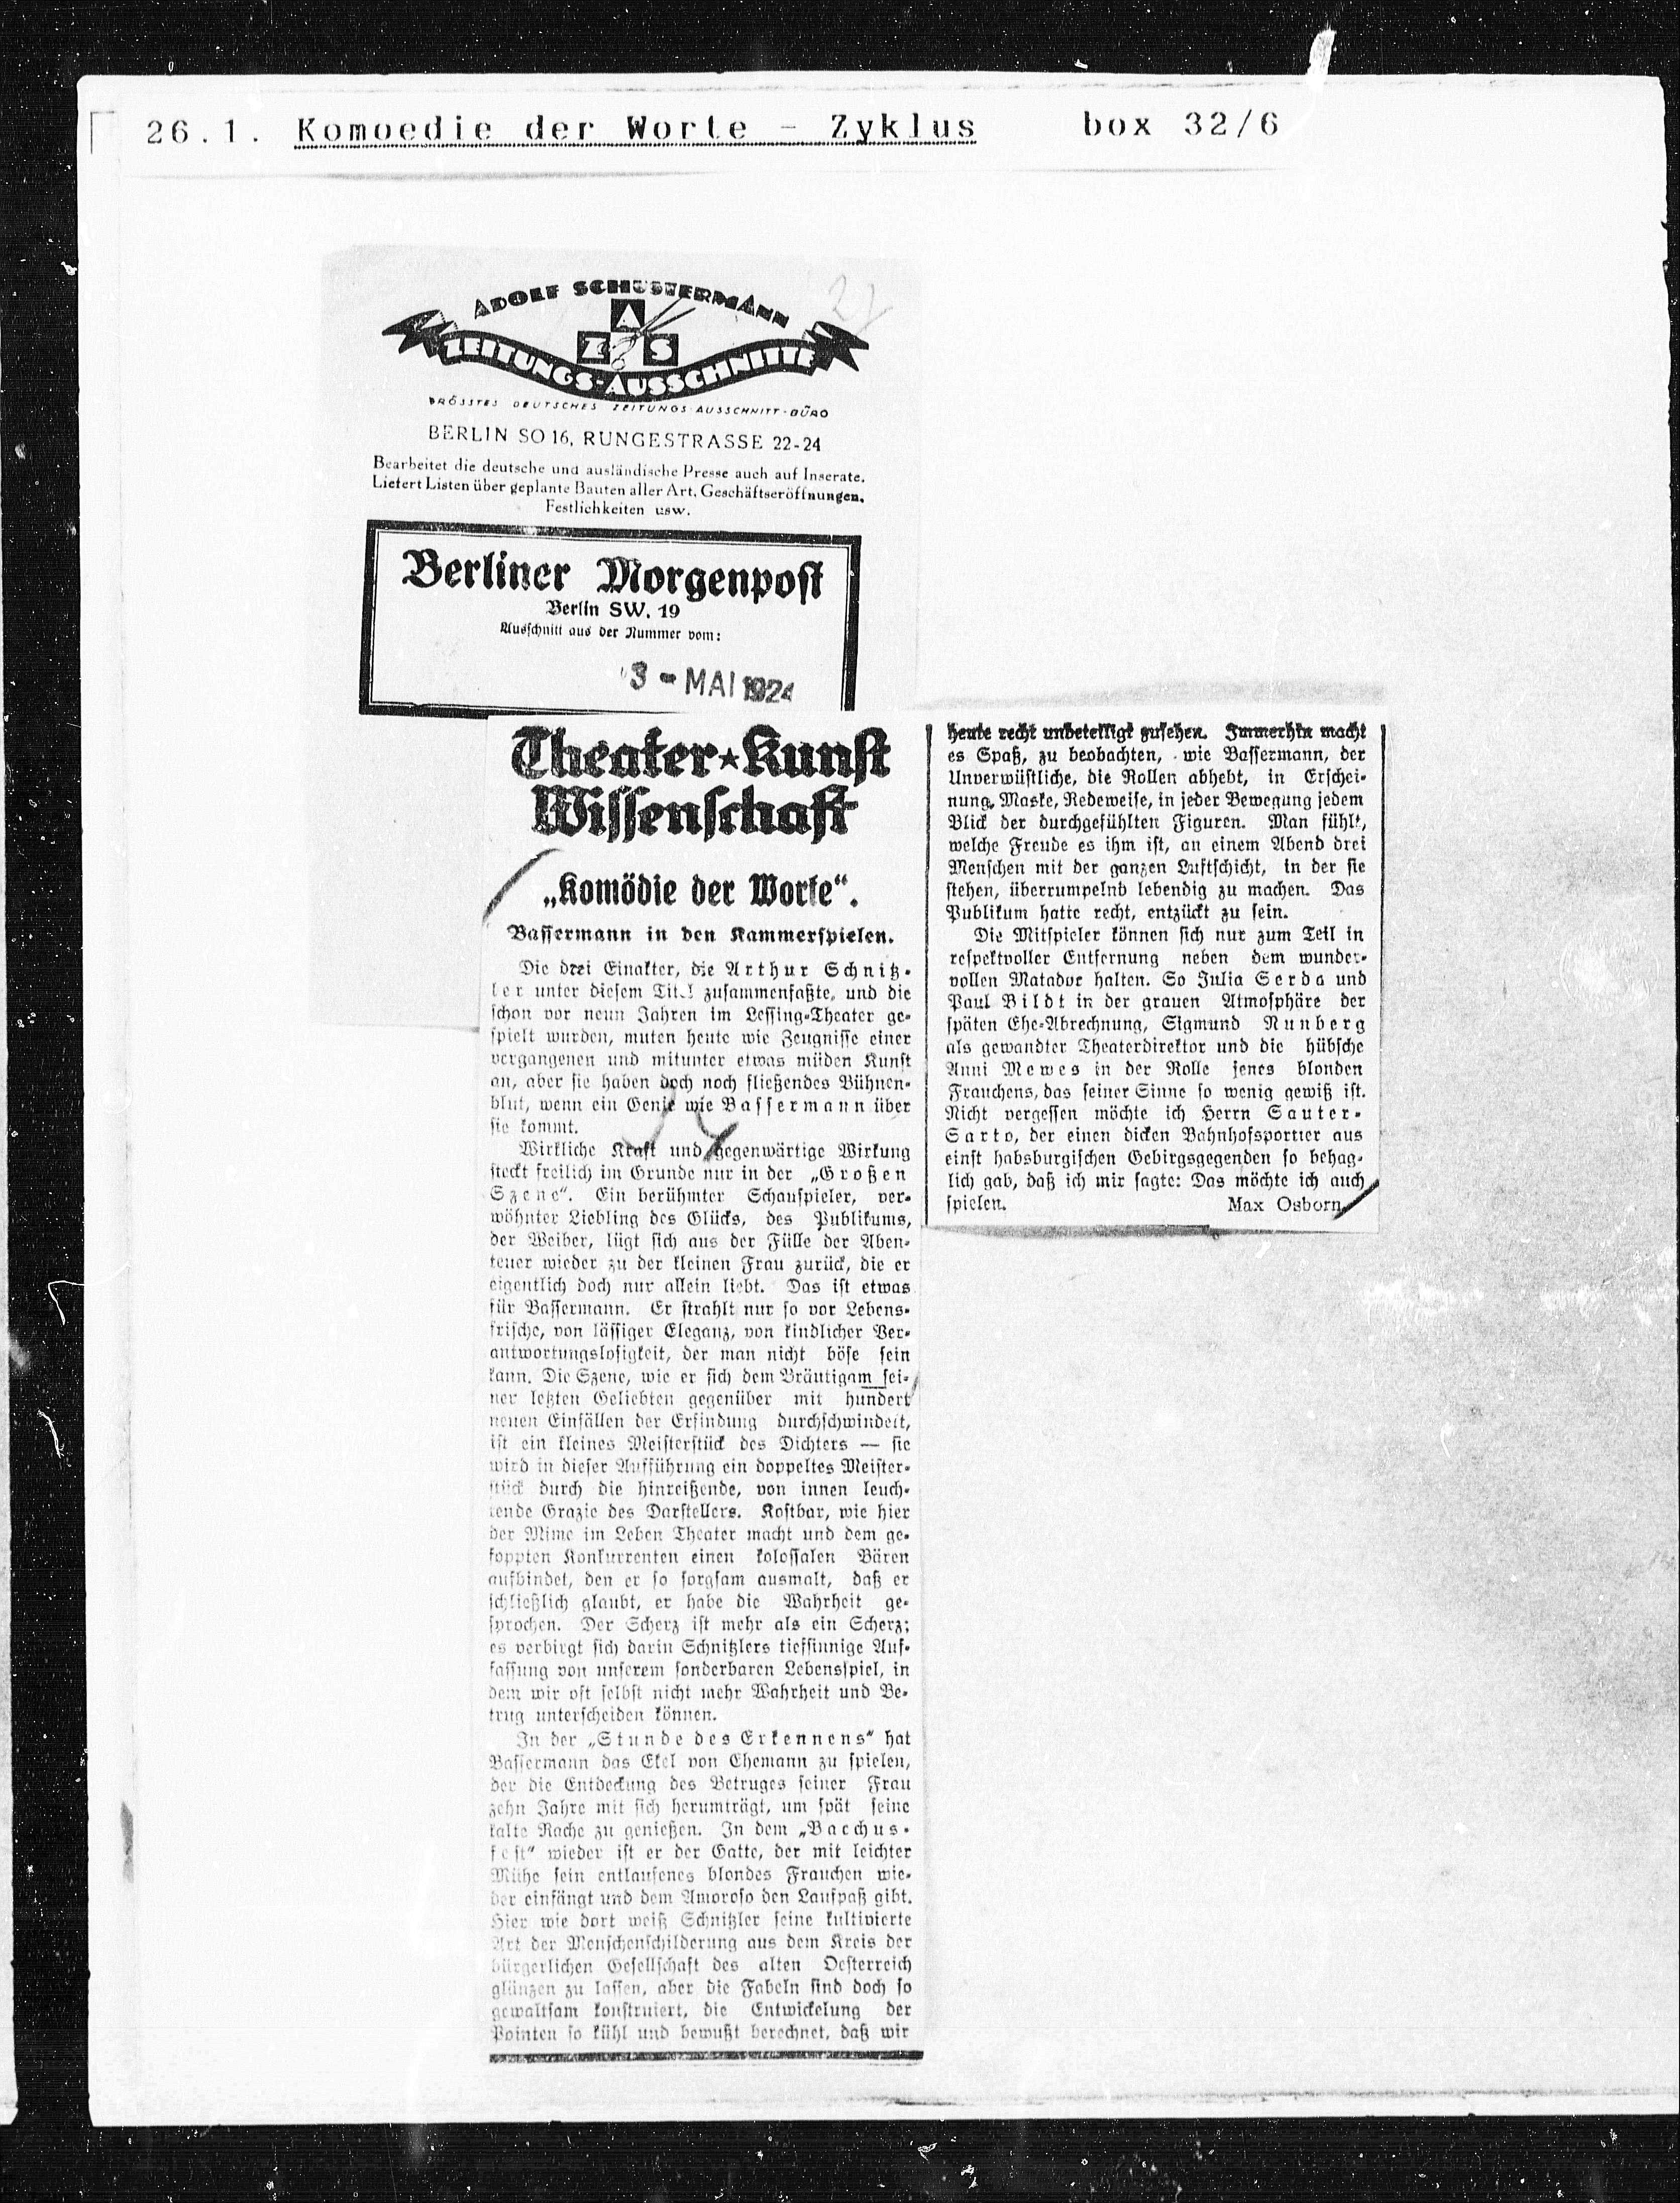 26.1. Komoedie der Worte - Zyklus box 32/6
ADOLF SCHUSTERMANN
A
Z S
ZEITUNGS-AUSSCHNITTE
GRÖSSTES DEUTSCHES ZEITUNGS-AUSSCHNITT-BÜRO
BERLIN SO 16, RUNGESTRASSE 22-24
Bearbeitet die deutsche und ausländische Presse auch auf Inserate.
Liefert Listen über geplante Bauten aller Art, Geschäftseröffnungen,
Festlichkeiten usw.
Berliner Morgenpost
Berlin SW. 19
Ausschnitt aus der Nummer vom:
3 - MAI 1924
Theater★Kunst
Wissenschaft
„Komödie der Worte“.
Bassermann in den Kammerspielen.
Die drei Einakter, die Arthur Schnitz-
ler unter diesem Titel zusammenfaßte, und die
schon vor neun Jahren im Lessing-Theater ge-
spielt wurden, muten heute wie Zeugnisse einer
vergangenen und mitunter etwas müden Kunst
an, aber sie haben doch noch fließendes Bühnen-
blut, wenn ein Genie wie Bassermann über
sie kommt.
Wirkliche Kraft und gegenwärtige Wirkung
steckt freilich im Grunde nur in der „Großen
Szene“. Ein berühmter Schauspieler, ver-
wöhnter Liebling des Glücks, des Publikums,
der Weiber, lügt sich aus der Fülle der Aben-
teuer wieder zu der kleinen Frau zurück, die er
eigentlich doch nur allein liebt. Das ist etwas
für Bassermann. Er strahlt nur so vor Lebens-
frische, von lässiger Eleganz, von kindlicher Ver-
antwortungslosigkeit, der man nicht böse sein
kann. Die Szene, wie er sich dem Bräutigam sei-
ner letzten Geliebten gegenüber mit hundert
neuen Einfällen der Erfindung durchschwindelt,
ist ein kleines Meisterstück des Dichters — sie
wird in dieser Aufführung ein doppeltes Meister-
stück durch die hinreißende, von innen leuch-
tende Grazie des Darstellers. Kostbar, wie hier
der Mime im Leben Theater macht und dem ge-
foppten Konkurrenten einen kolossalen Bären
aufbindet, den er so sorgsam ausmalt, daß er
schließlich glaubt, er habe die Wahrheit ge-
sprochen. Der Scherz ist mehr als ein Scherz;
es verbirgt sich darin Schnitzlers tiefsinnige Auf-
fassung von unserem sonderbaren Lebensspiel, in
dem wir oft selbst nicht mehr Wahrheit und Be-
trug unterscheiden können.
In der „Stunde des Erkennens“ hat
Bassermann das Ekel von Ehemann zu spielen,
der die Entdeckung des Betruges seiner Frau
zehn Jahre mit sich herumträgt, um spät seine
kalte Rache zu genießen. In dem „Bacchus-
fest“ wieder ist er der Gatte, der mit leichter
Mühe sein entlaufenes blondes Frauchen wie-
der einfängt und dem Amoroso den Laufpaß gibt.
Hier wie dort weiß Schnitzler seine kultivierte
Art der Menschenschilderung aus dem Kreis der
bürgerlichen Gesellschaft des alten Oesterreich
glänzen zu lassen, aber die Fabeln sind doch so
gewaltsam konstruiert, die Entwickelung der
Pointen so kühl und bewußt berechnet, daß wir
heute recht unbeteiligt zusehen. Immerhin macht
es Spaß, zu beobachten, wie Bassermann, der
Unverwüstliche, die Rollen abhebt, in Erschei-
nung, Maske, Redeweise, in jeder Bewegung jedem
Blick der durchgefühlten Figuren. Man fühlt,
welche Freude es ihm ist, an einem Abend drei
Menschen mit der ganzen Luftschicht, in der sie
stehen, überrumpelnd lebendig zu machen. Das
Publikum hatte recht, entzückt zu sein.
Die Mitspieler können sich nur zum Teil in
respektvoller Entfernung neben dem wunder-
vollen Matador halten. So Julia Serda und
Paul Bildt in der grauen Atmosphäre der
späten Ehe-Abrechnung, Sigmund Nunberg
als gewandter Theaterdirektor und die hübsche
Anni Mewes in der Rolle jenes blonden
Frauchens, das seiner Sinne so wenig gewiß ist.
Nicht vergessen möchte ich Herrn Sauter-
Sarto, der einen dicken Bahnhofsportier aus
einst habsburgischen Gebirgsgegenden so behag-
lich gab, daß ich mir sagte: Das möchte ich auch
spielen. Max Osborn.